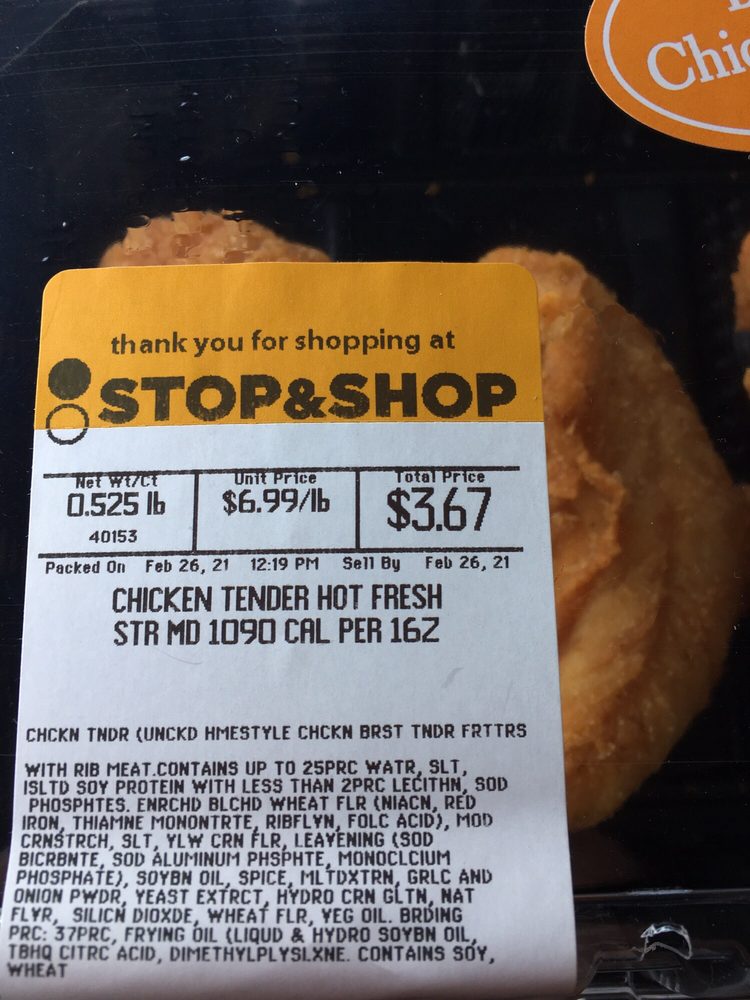 Chic
thank you for shopping at
STOP&SHOP
Net Wt/Ct Unit Price Total Price
0.525 lb $6.99/lb $3.67
40153
Packed On Feb 26, 21 12:19 PM Sell By Feb 26, 21
CHICKEN TENDER HOT FRESH
STR MD 1090 CAL PER 16Z
CHCKN TNDR (UNCKD HMESTYLE CHCKN BRST TNDR FRTTRS
WITH RIB MEAT.CONTAINS UP TO 25PRC WATR, SLT,
ISLTD SOY PROTEIN WITH LESS THAN 2PRC LECITHN, SOD
PHOSPHTES. ENRCHD BLCHD WHEAT FLR (NIACN, RED
IRON, THIAMNE MONONTRTE, RIBFLVN, FOLC ACID), MOD
CRNSTRCH, SLT, YLW CRN FLR, LEAVENING (SOD
BICRBNTE, SOD ALUMINUM PHSPHTE, MONOCLCIUM
PHOSPHATE), SOYBN OIL, SPICE, MLTDXTRN, GRLC AND
ONION PWDR, YEAST EXTRCT, HYDRO CRN GLTN, NAT
FLVR, SILICN DIOXDE, WHEAT FLR, VEG OIL. BRDING
PRC: 37PRC, FRYING OIL (LIQUD & HYDRO SOYBN OIL,
TBHQ CITRC ACID, DIMETHYLPLYSLXNE. CONTAINS SOY,
WHEAT